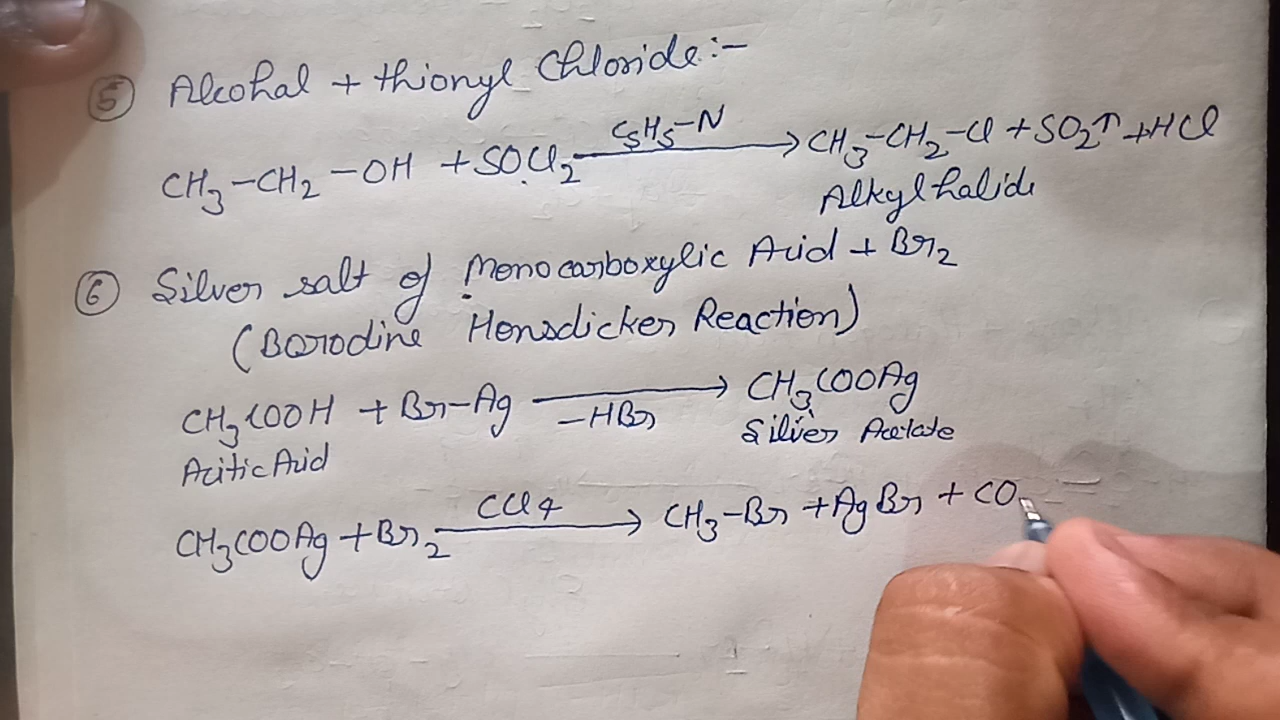 ⑤ Alcohal + thionyl Chloride:-
CH₃-CH₂-OH + SOCl₂ C₅H₅-N → CH₃-CH₂-Cl + SO₂↑ + HCl
Alkyl halide
⑥ Silver salt of Monocarboxylic Acid + Br₂
(Borodine Honsdicker Reaction)
CH₃COOH + Br-Ag -HBr → CH₃COOAg
Acitic Acid Silver Acetate
CH₃COOAg + Br₂ CCl4 → CH₃-Br + AgBr + CO